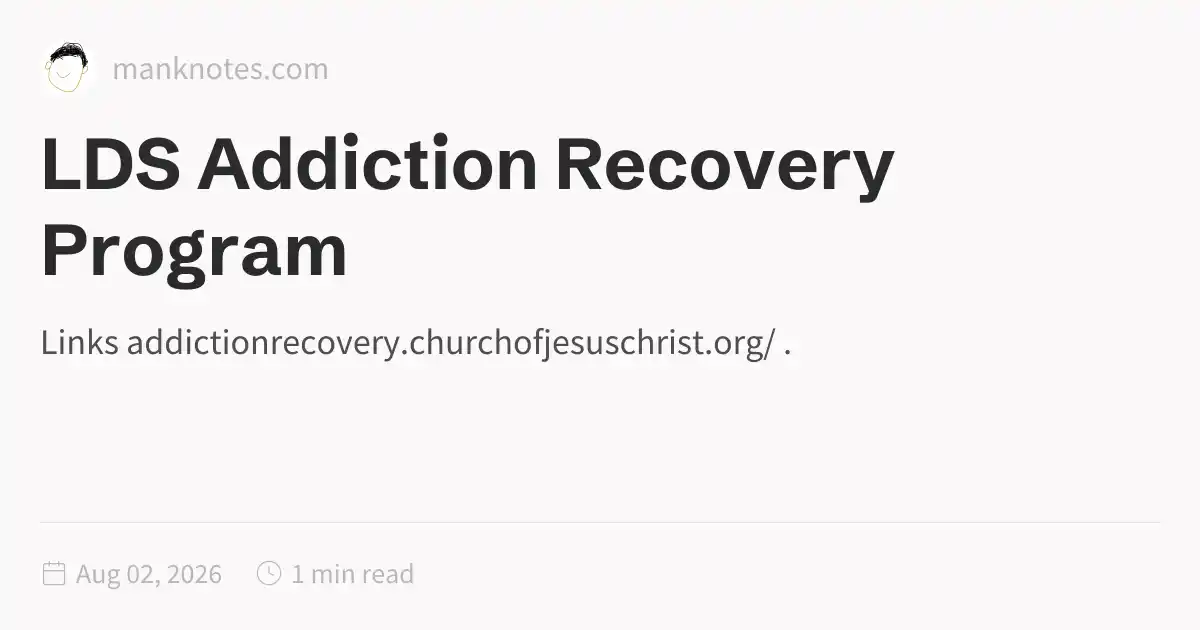 manknotes.com
LDS Addiction Recovery
Program
Links addictionrecovery.churchofjesuschrist.org/ .
Aug 02, 2026 1 min read